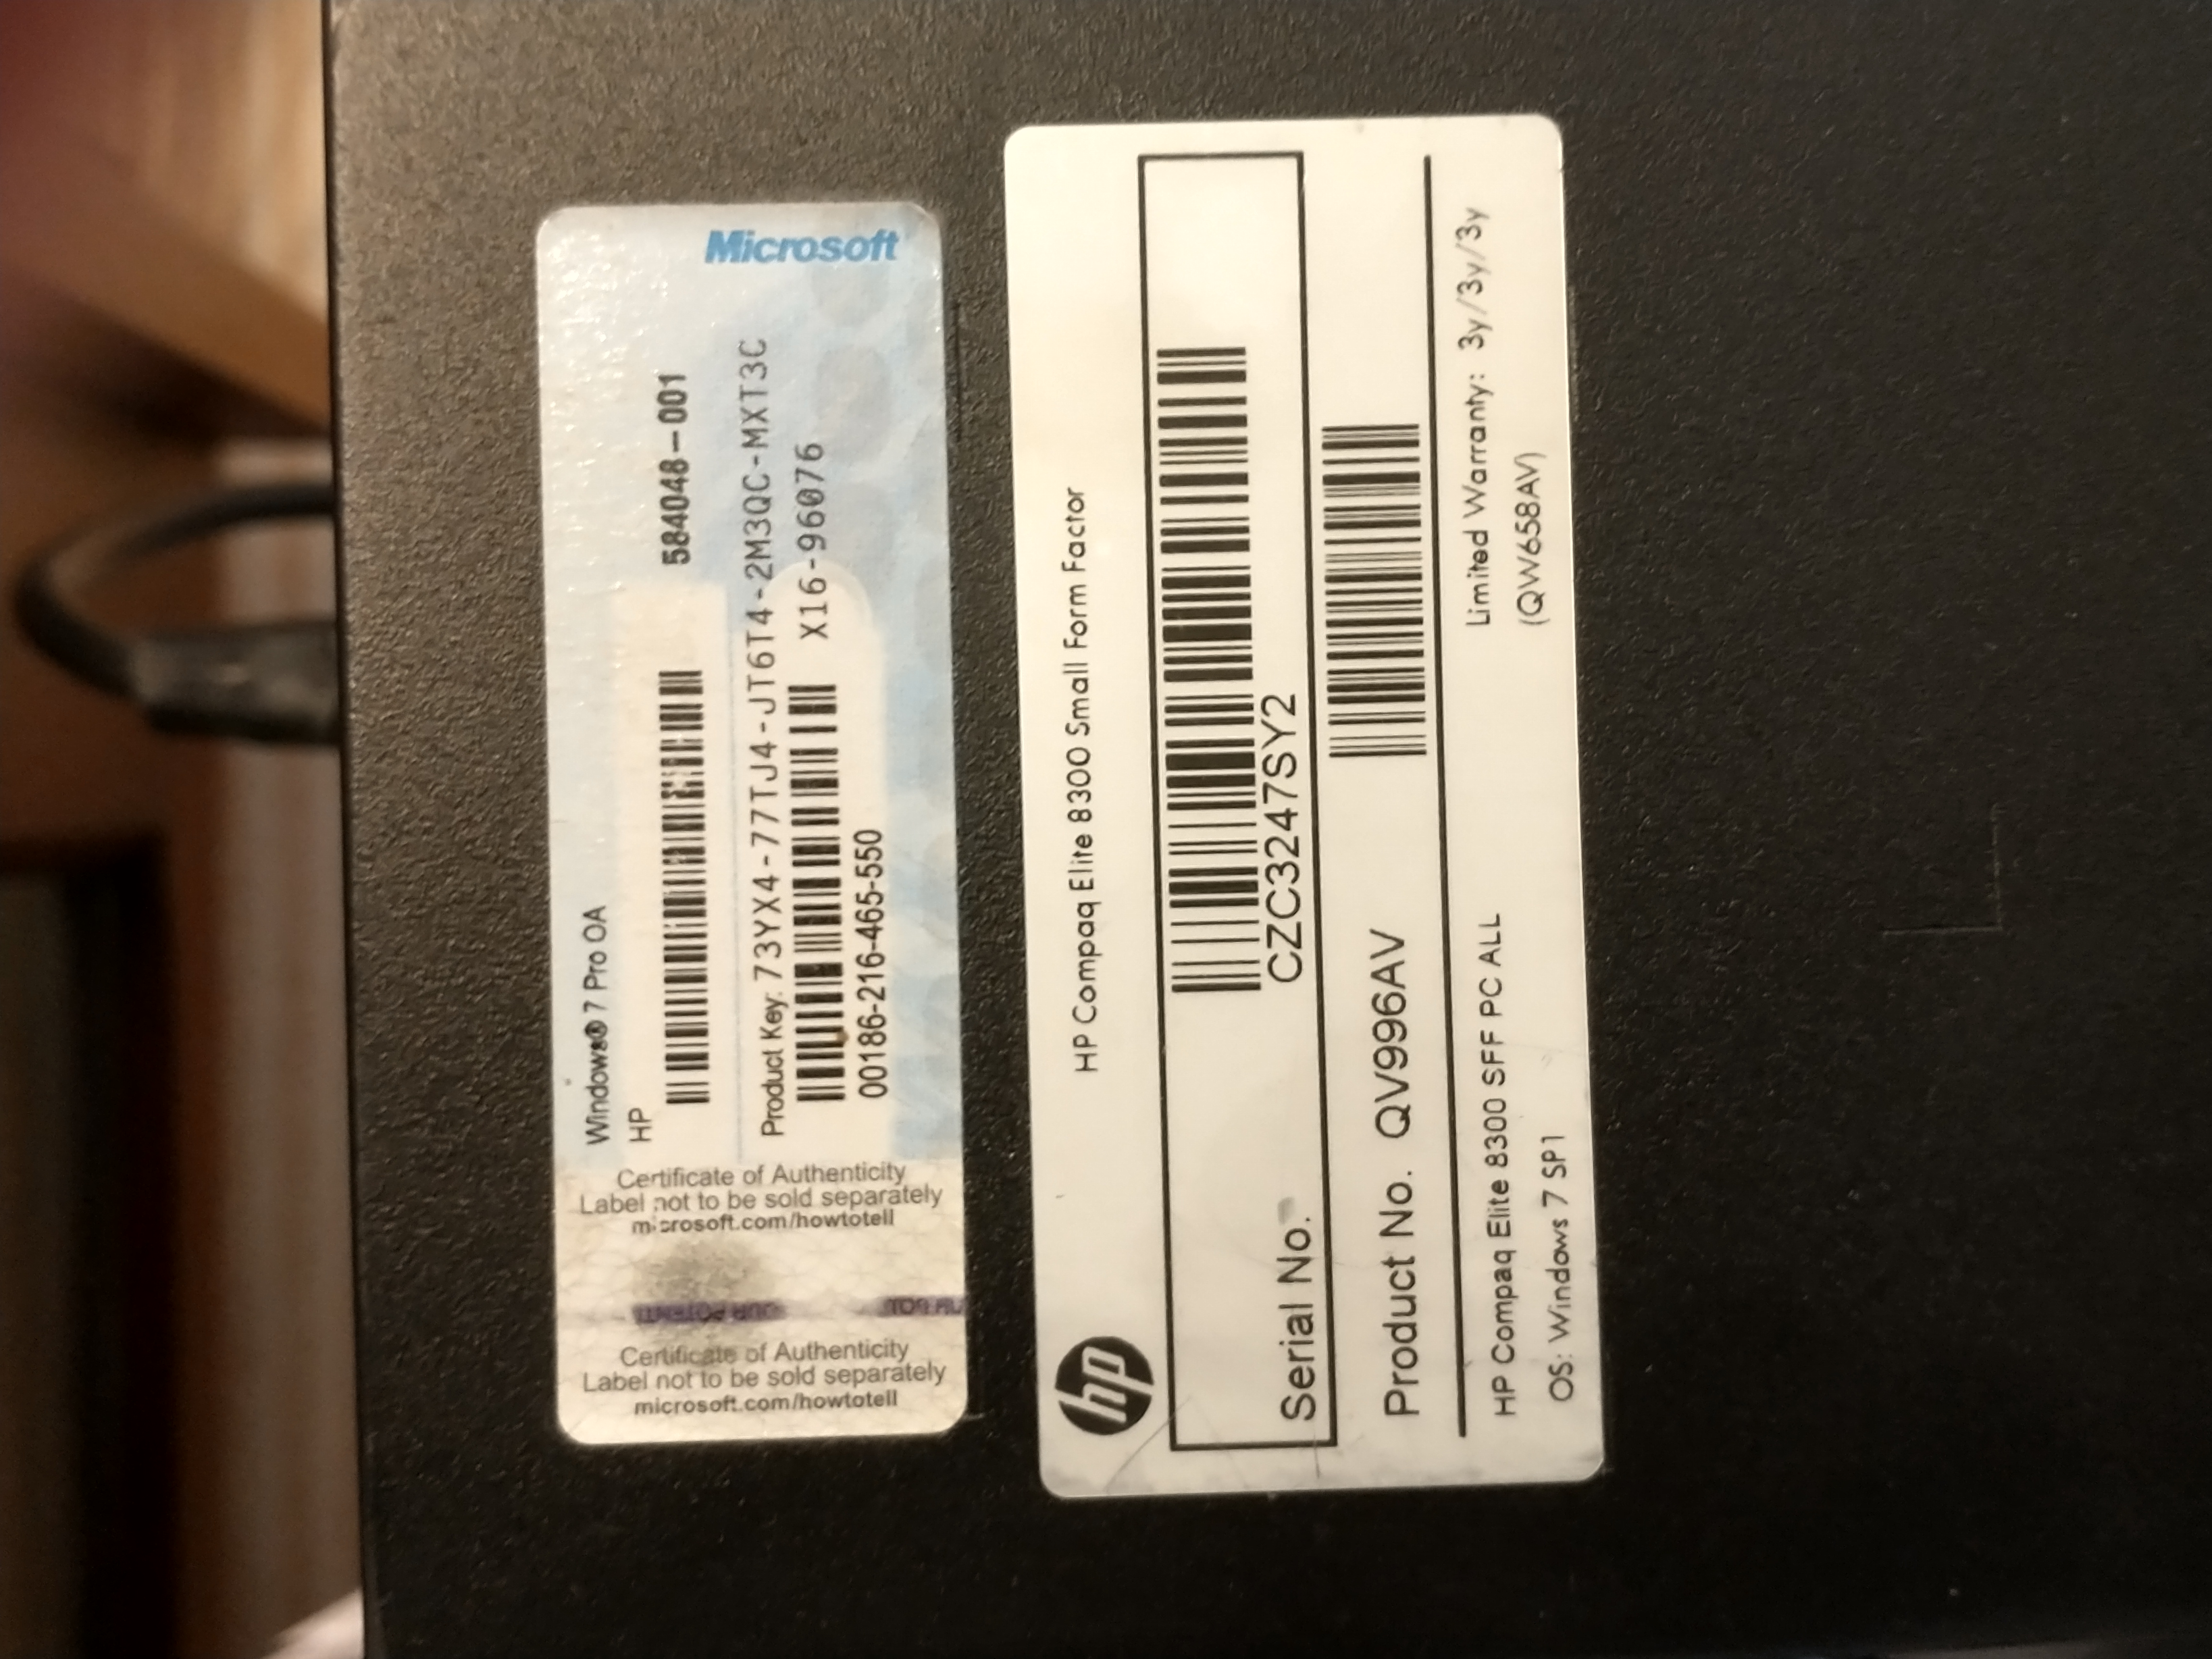 Microsoft
Windows® 7 Pro OA
HP
584048-001
Product Key: 73YX4-77TJ4-JT6T4-2M3QC-MXT3C
X16-96076
00186-216-465-550
Certificate of Authenticity
Label not to be sold separately
microsoft.com/howtotell
Certificate of Authenticity
Label not to be sold separately
microsoft.com/howtotell
hp
HP Compaq Elite 8300 Small Form Factor
Serial No. CZC3247SY2
Product No. QV996AV
HP Compaq Elite 8300 SFF PC ALL
Limited Warranty: 3y/3y/3y
OS: Windows 7 SP1
(QW658AV)